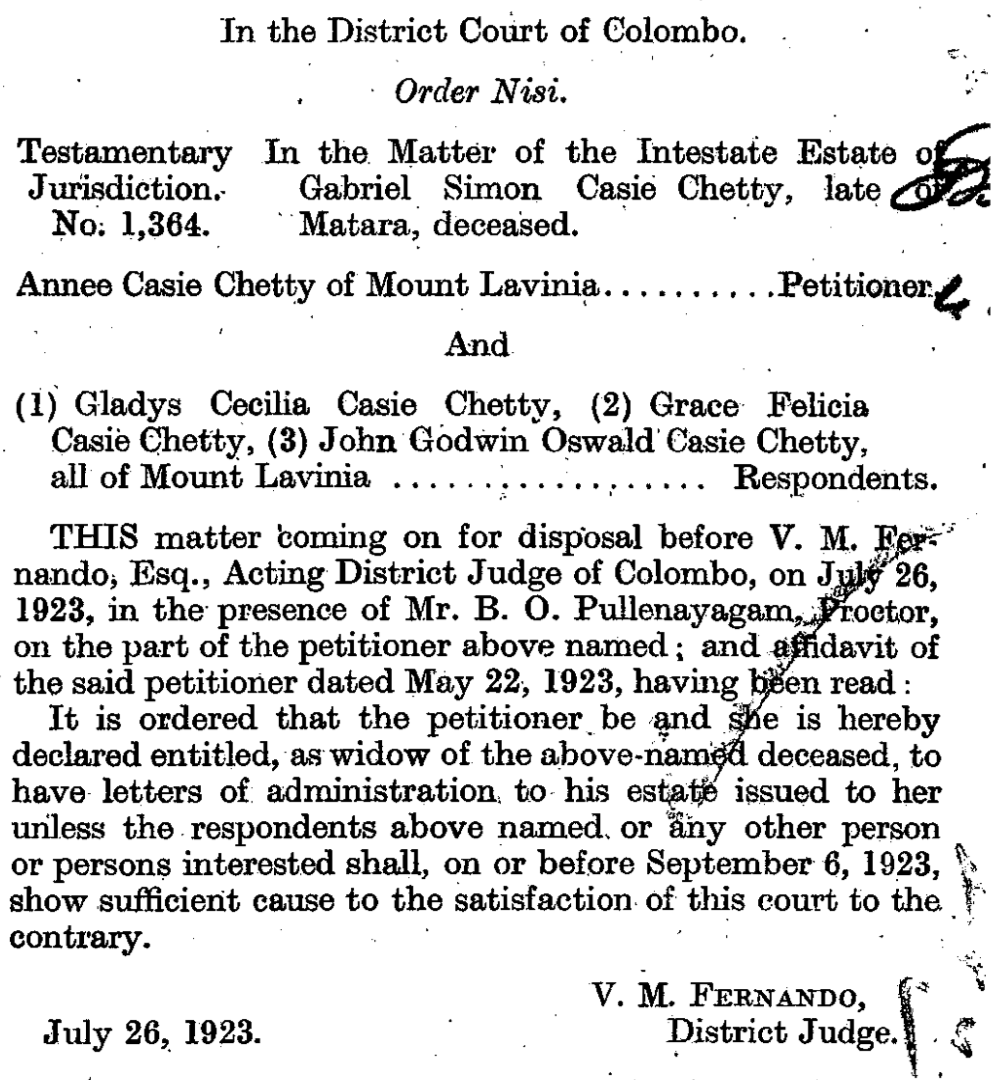 In the District Court of Colombo.
Order Nisi.
Testamentary In the Matter of the Intestate Estate of
Jurisdiction. Gabriel Simon Casie Chetty, late of
No. 1,364. Matara, deceased.
Annee Casie Chetty of Mount Lavinia..........Petitioner.
And
(1) Gladys Cecilia Casie Chetty, (2) Grace Felicia
Casie Chetty, (3) John Godwin Oswald Casie Chetty,
all of Mount Lavinia .................. Respondents.
THIS matter coming on for disposal before V. M. Fer-
nando, Esq., Acting District Judge of Colombo, on July 26,
1923, in the presence of Mr. B. O. Pullenayagam, Proctor,
on the part of the petitioner above named; and affidavit of
the said petitioner dated May 22, 1923, having been read:
It is ordered that the petitioner be and she is hereby
declared entitled, as widow of the above-named deceased, to
have letters of administration to his estate issued to her
unless the respondents above named or any other person
or persons interested shall, on or before September 6, 1923,
show sufficient cause to the satisfaction of this court to the
contrary.
V. M. FERNANDO,
July 26, 1923. District Judge.